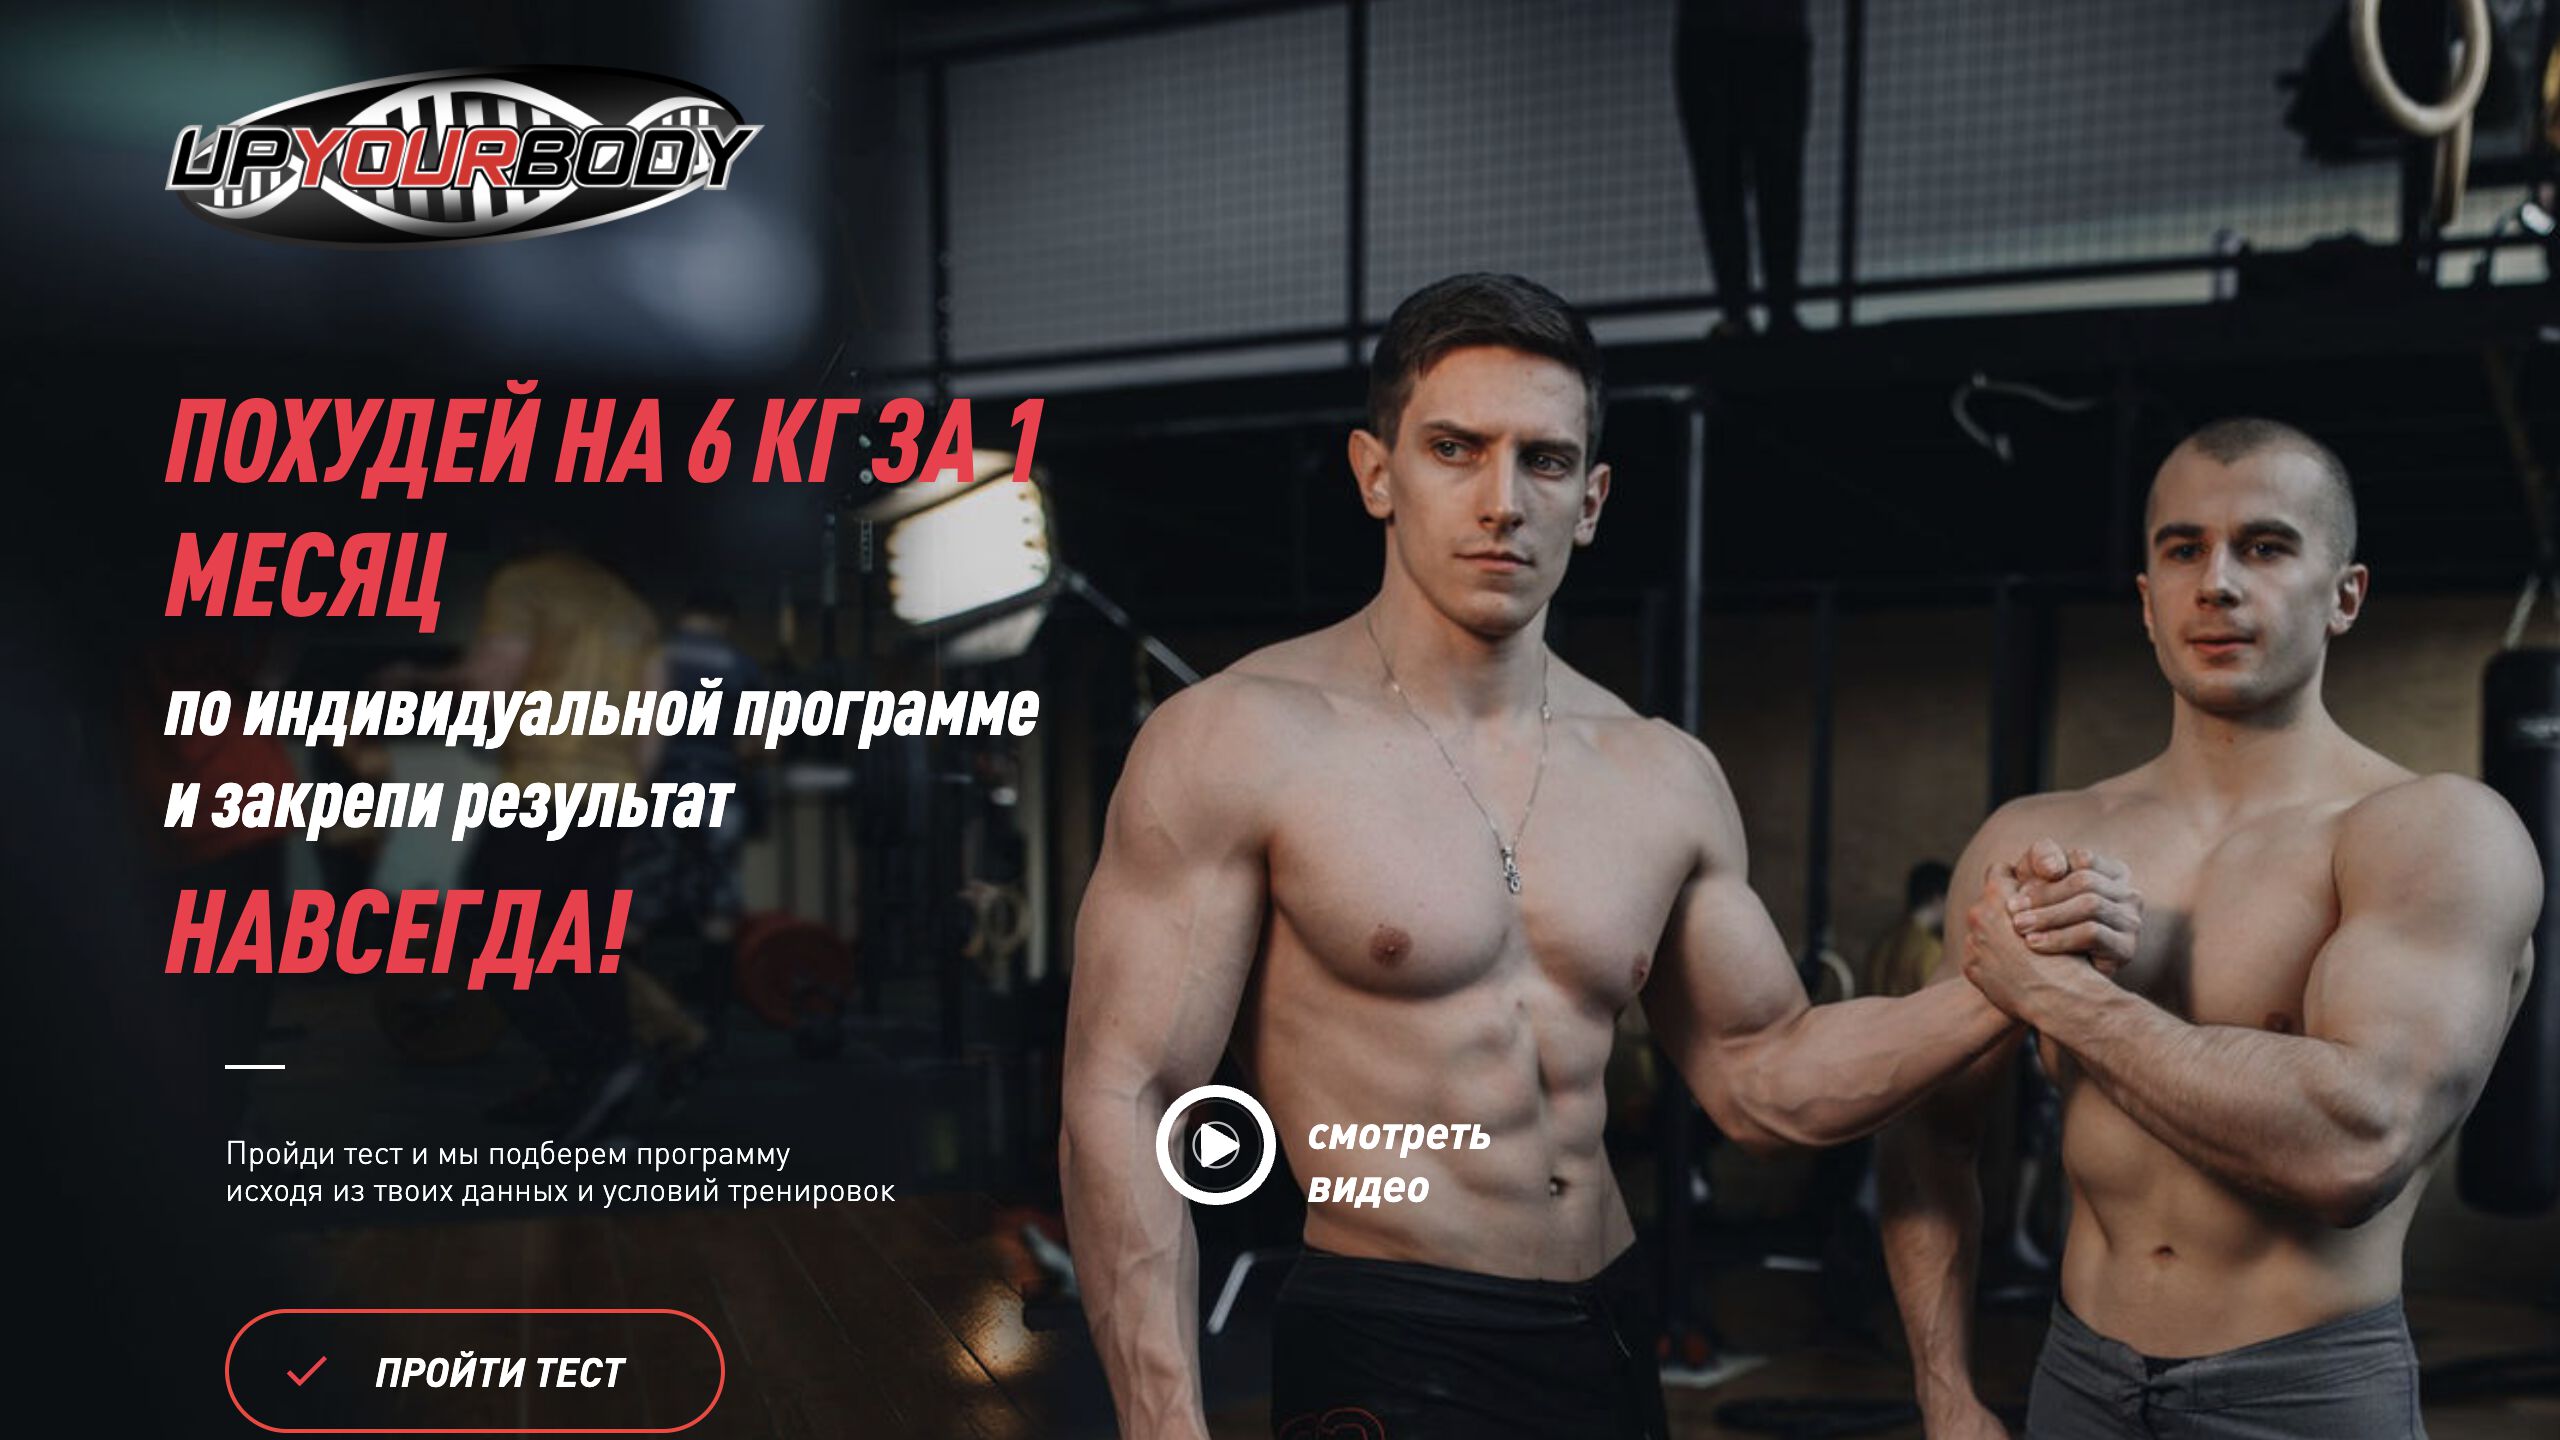 UPYOURBODY
ПОХУДЕЙ НА 6 КГ ЗА 1
МЕСЯЦ
по индивидуальной программе
и закрепи результат
НАВСЕГДА!
Пройди тест и мы подберем программу
исходя из твоих данных и условий тренировок
смотреть
видео
ПРОЙТИ ТЕСТ